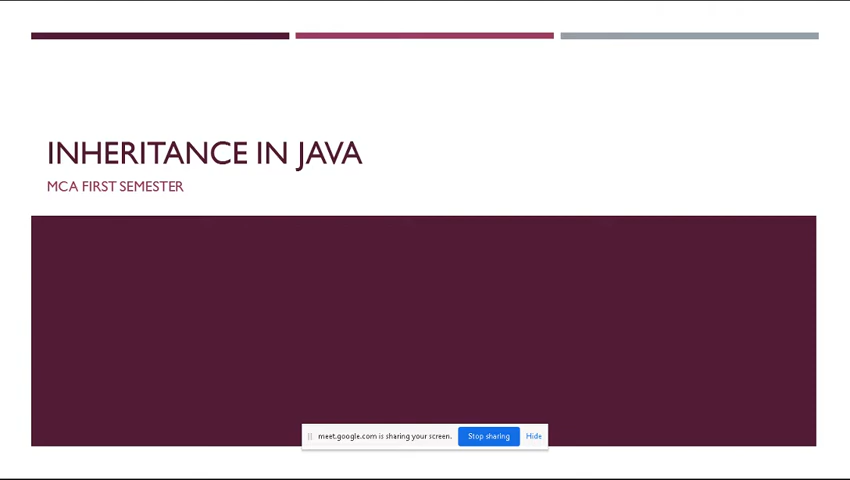 INHERITANCE IN JAVA
MCA FIRST SEMESTER
meet.google.com is sharing your screen. Stop sharing Hide